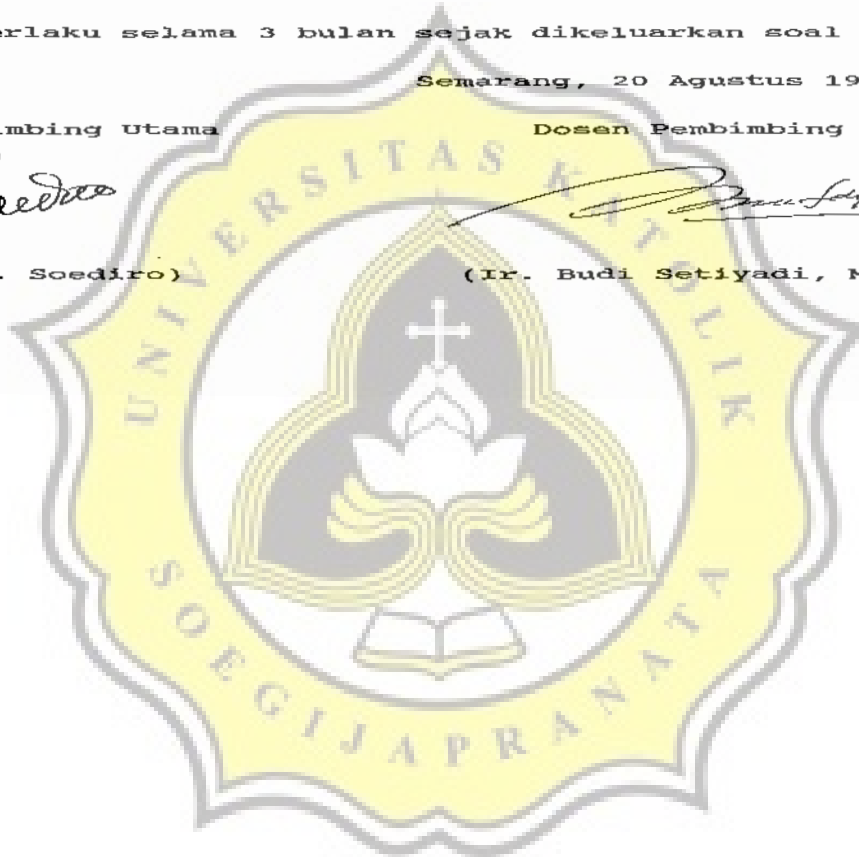 erlaku selama 3 bulan sejak dikeluarkan soal
Semarang, 20 Agustus 19
mbing Utama Dosen Pembimbing
. Soediro) (Ir. Budi Setiyadi, M
UNIVERSITAS KATOLIK
SOEGIJAPRANATA